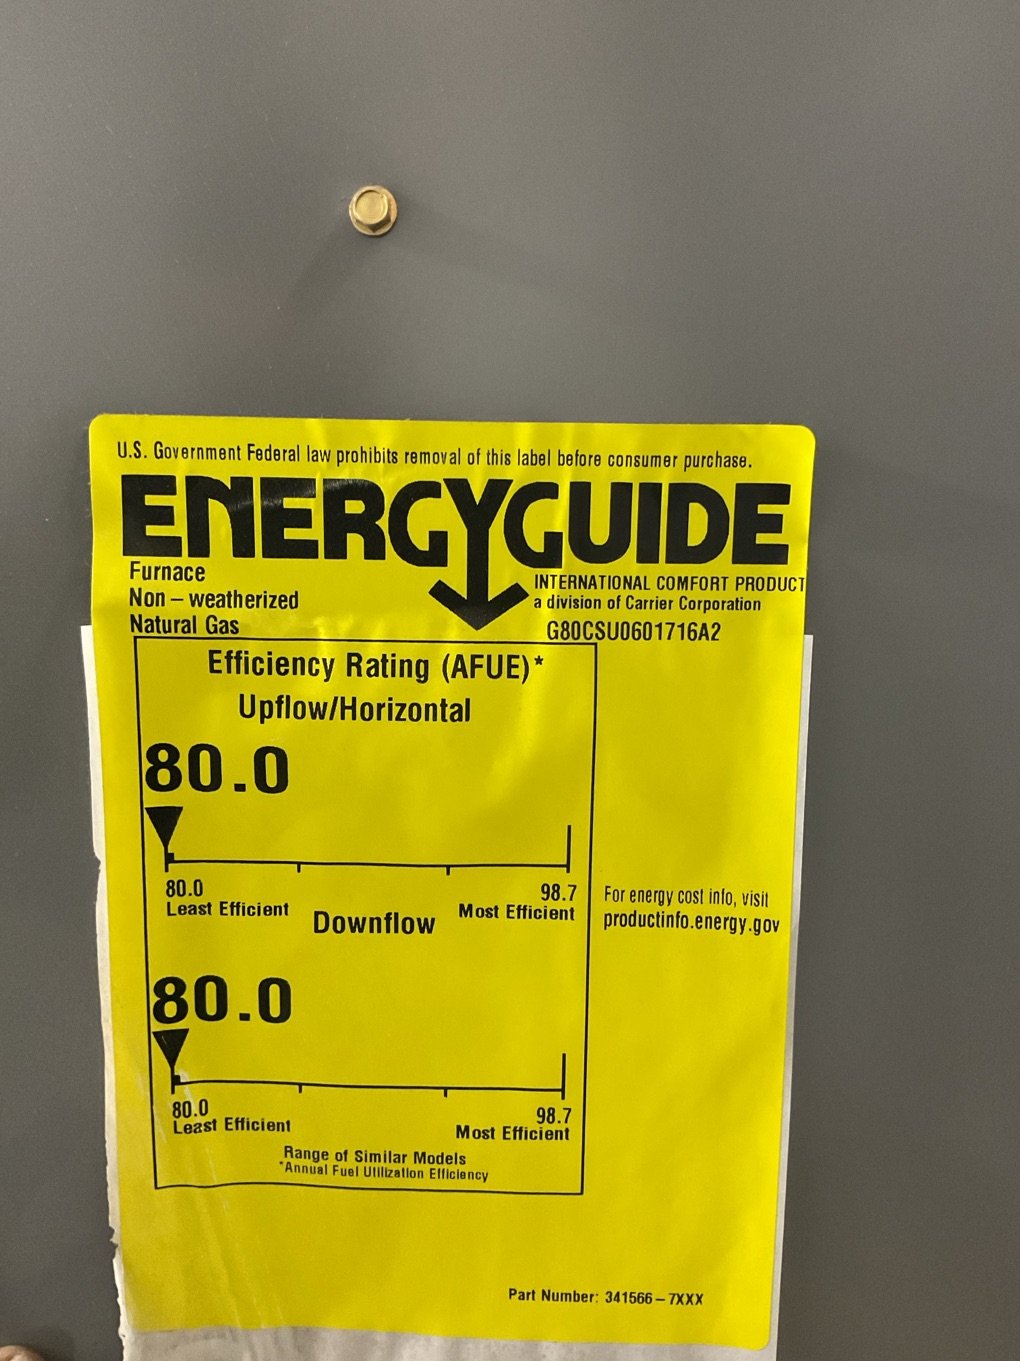 U.S. Government Federal law prohibits removal of this label before consumer purchase.
ENERGYGUIDE
Furnace
Non – weatherized
Natural Gas
INTERNATIONAL COMFORT PRODUCT
a division of Carrier Corporation
G80CSU0601716A2
Efficiency Rating (AFUE)*
Upflow/Horizontal
80.0
80.0
Least Efficient
98.7
Most Efficient
For energy cost info, visit
productinfo.energy.gov
Downflow
80.0
80.0
Least Efficient
98.7
Most Efficient
Range of Similar Models
*Annual Fuel Utilization Efficiency
Part Number: 341566 – 7XXX